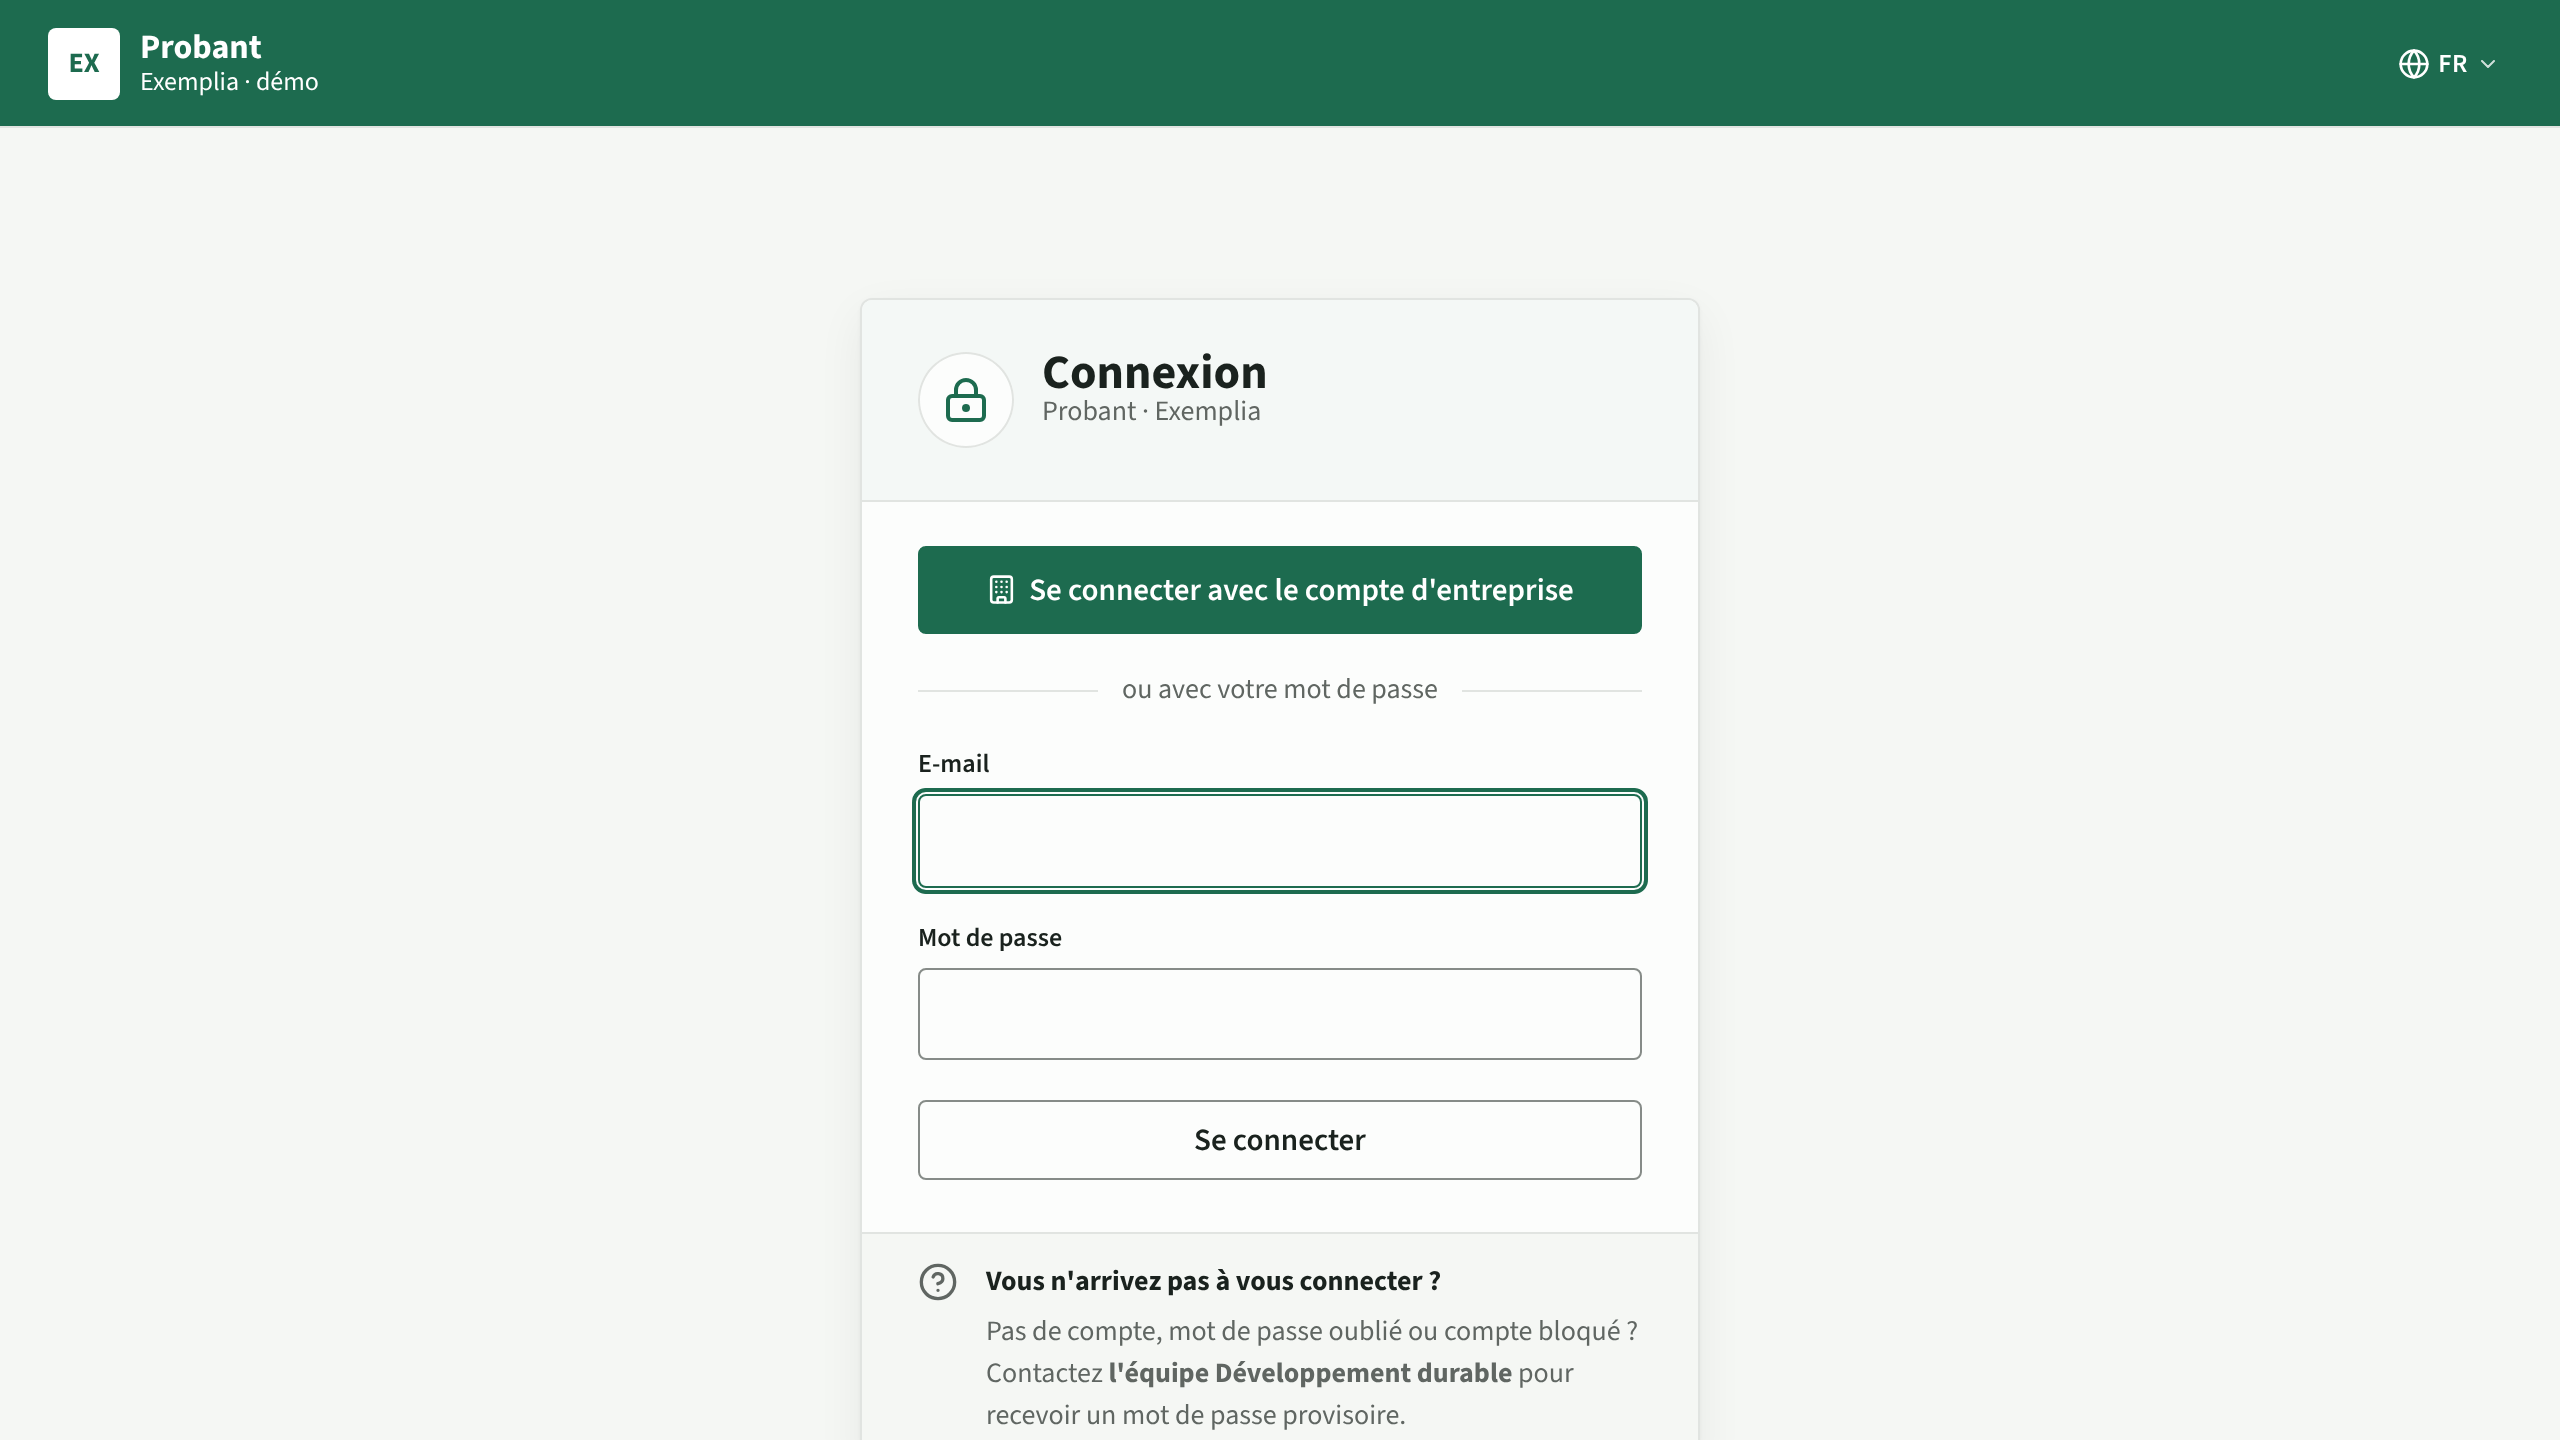 EX
Probant
Exemplia · démo
FR
Connexion
Probant · Exemplia
Se connecter avec le compte d'entreprise
ou avec votre mot de passe
E-mail
Mot de passe
Se connecter
Vous n'arrivez pas à vous connecter ?
Pas de compte, mot de passe oublié ou compte bloqué ?
Contactez l'équipe Développement durable pour
recevoir un mot de passe provisoire.